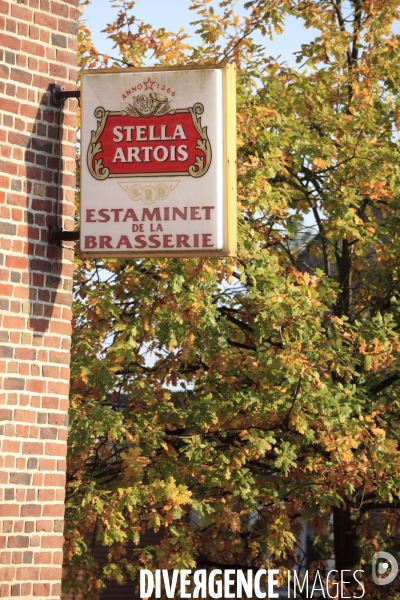 ANNO ★ 1366
STELLA
ARTOIS
ESTAMINET
DE LA
BRASSERIE
DIVERGENCE IMAGES